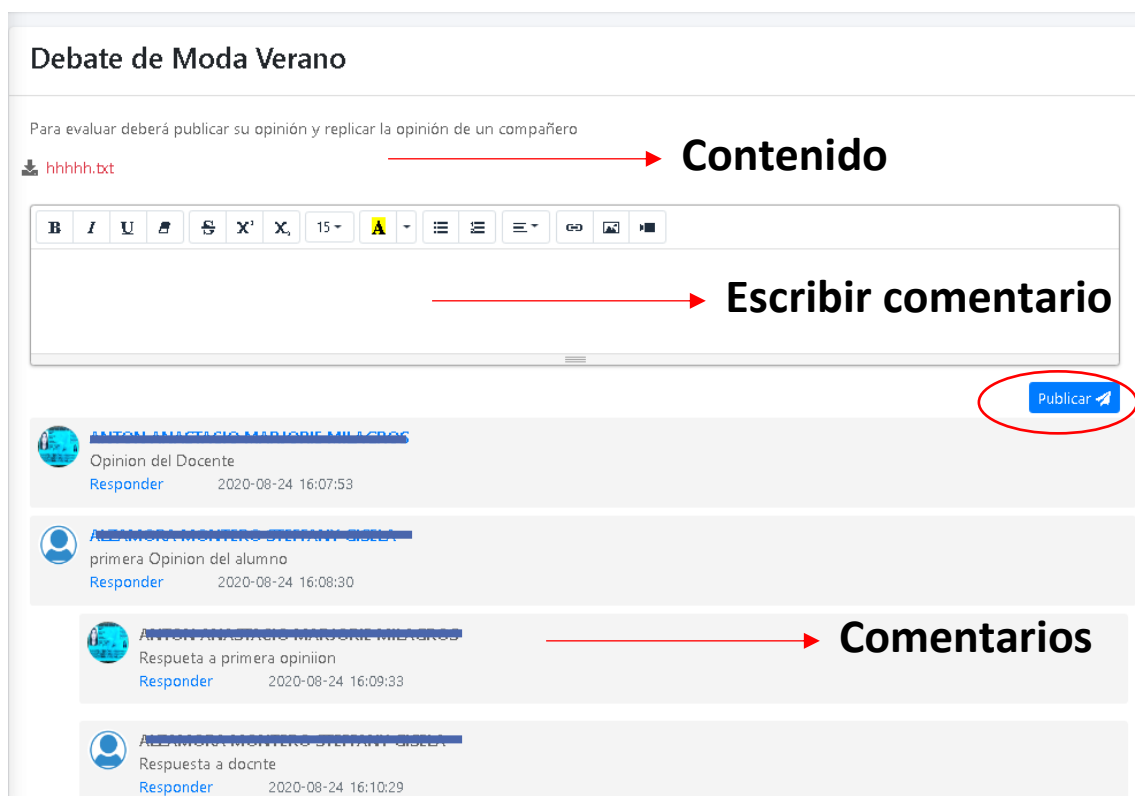 Debate de Moda Verano
Para evaluar deberá publicar su opinión y replicar la opinión de un compañero
Contenido
hhhhh.txt
B I U S X² X, 15 A
Escribir comentario
Publicar
Opinion del Docente
Responder 2020-08-24 16:07:53
primera Opinion del alumno
Responder 2020-08-24 16:08:30
Comentarios
Respueta a primera opiniion
Responder 2020-08-24 16:09:33
Respuesta a docnte
Responder 2020-08-24 16:10:29